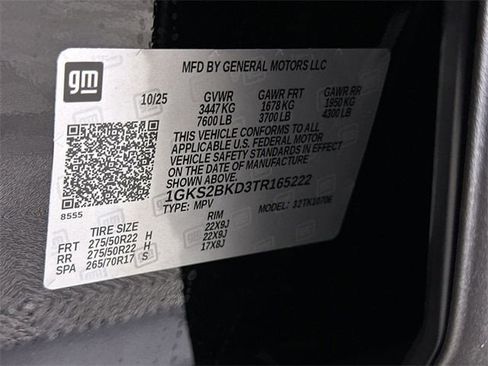 gm
MFD BY GENERAL MOTORS LLC
10/25 GVWR GAWR FRT GAWR RR
3447 KG 1678 KG 1950 KG
7600 LB 3700 LB 4300 LB
THIS VEHICLE CONFORMS TO ALL
APPLICABLE U.S. FEDERAL MOTOR
VEHICLE SAFETY STANDARDS IN EFFECT
ON THE DATE OF MANUFACTURE
SHOWN ABOVE.
1GKS2BKD3TR165222
8555 TYPE: MPV MODEL: 32TK10706
TIRE SIZE RIM
FRT 275/50R22 H 22X9J
RR 275/50R22 H 22X9J
SPA 265/70R17 S 17X8J